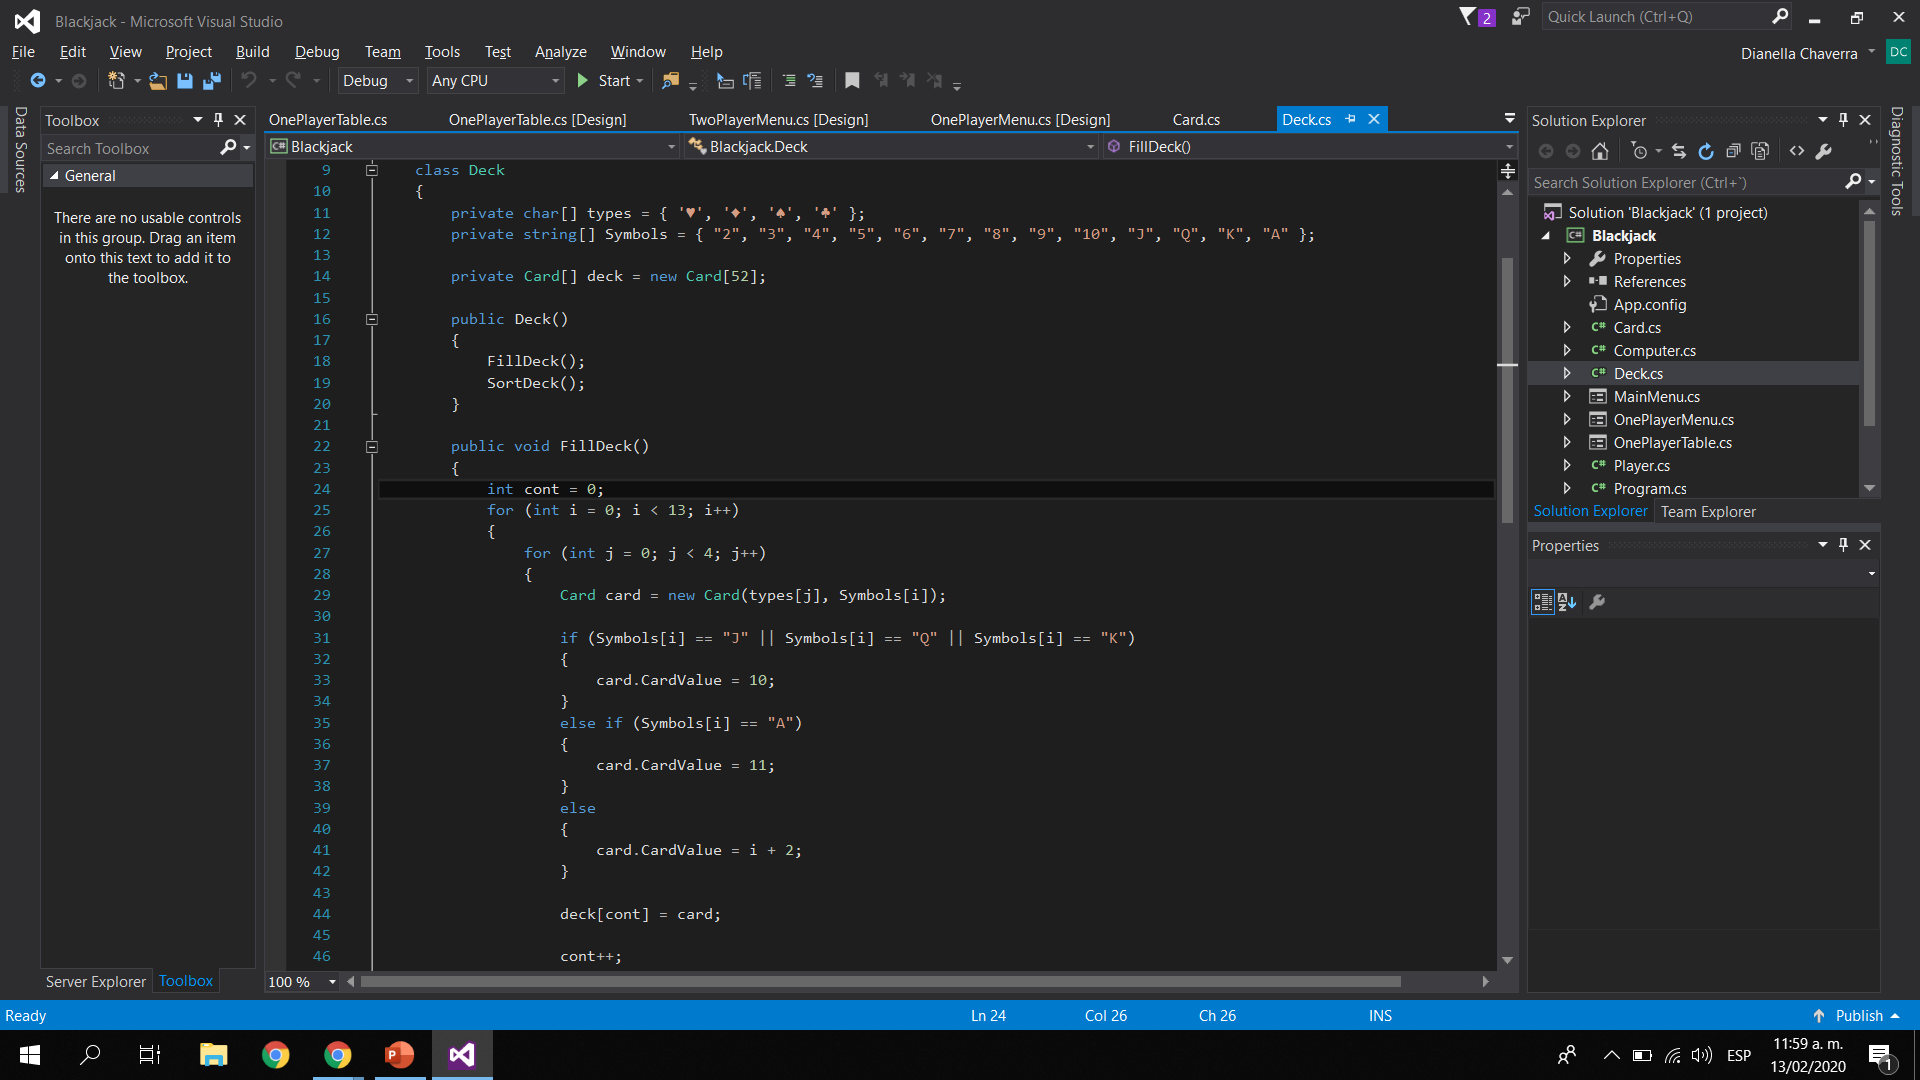 Blackjack - Microsoft Visual Studio
2
Quick Launch (Ctrl+Q)
File Edit View Project Build Debug Team Tools Test Analyze Window Help
Dianella Chaverra
DC
Debug
Any CPU
Start
Data Sources
Toolbox
Search Toolbox
General
There are no usable controls
in this group. Drag an item
onto this text to add it to
the toolbox.
Server Explorer Toolbox
OnePlayerTable.cs OnePlayerTable.cs [Design] TwoPlayerMenu.cs [Design] OnePlayerMenu.cs [Design] Card.cs Deck.cs
C# Blackjack
Blackjack.Deck
FillDeck()
9 class Deck
10 {
11 private char[] types = { '♥', '♦', '♠', '♣' };
12 private string[] Symbols = { "2", "3", "4", "5", "6", "7", "8", "9", "10", "J", "Q", "K", "A" };
13
14 private Card[] deck = new Card[52];
15
16 public Deck()
17 {
18 FillDeck();
19 SortDeck();
20 }
21
22 public void FillDeck()
23 {
24 int cont = 0;
25 for (int i = 0; i < 13; i++)
26 {
27 for (int j = 0; j < 4; j++)
28 {
29 Card card = new Card(types[j], Symbols[i]);
30
31 if (Symbols[i] == "J" || Symbols[i] == "Q" || Symbols[i] == "K")
32 {
33 card.CardValue = 10;
34 }
35 else if (Symbols[i] == "A")
36 {
37 card.CardValue = 11;
38 }
39 else
40 {
41 card.CardValue = i + 2;
42 }
43
44 deck[cont] = card;
45
46 cont++;
100 %
Solution Explorer
Search Solution Explorer (Ctrl+`)
Solution 'Blackjack' (1 project)
C# Blackjack
Properties
References
App.config
C# Card.cs
C# Computer.cs
C# Deck.cs
MainMenu.cs
OnePlayerMenu.cs
OnePlayerTable.cs
C# Player.cs
C# Program.cs
Solution Explorer Team Explorer
Properties
Diagnostic Tools
Ready
Ln 24
Col 26
Ch 26
INS
Publish
ESP
11:59 a. m.
13/02/2020
1